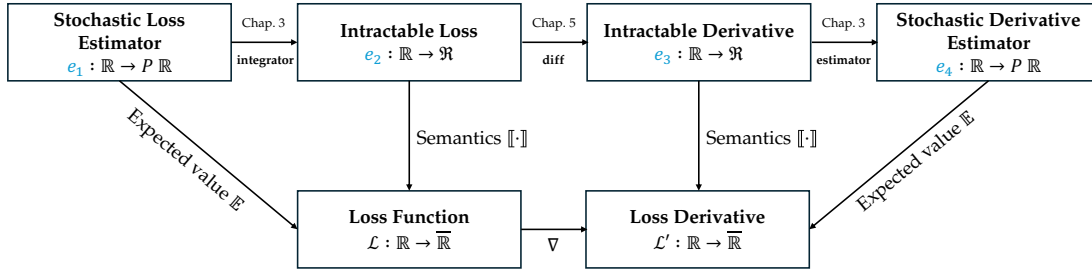 Stochastic Loss
Estimator
e₁ : ℝ → P ℝ
Chap. 3
integrator
Intractable Loss
e₂ : ℝ → ℜ
Chap. 5
diff
Intractable Derivative
e₃ : ℝ → ℜ
Chap. 3
estimator
Stochastic Derivative
Estimator
e₄ : ℝ → P ℝ
Expected value 𝔼
Semantics ⟦·⟧
Semantics ⟦·⟧
Expected value 𝔼
Loss Function
ℒ : ℝ → ℝ̅
∇
Loss Derivative
ℒ′ : ℝ → ℝ̅